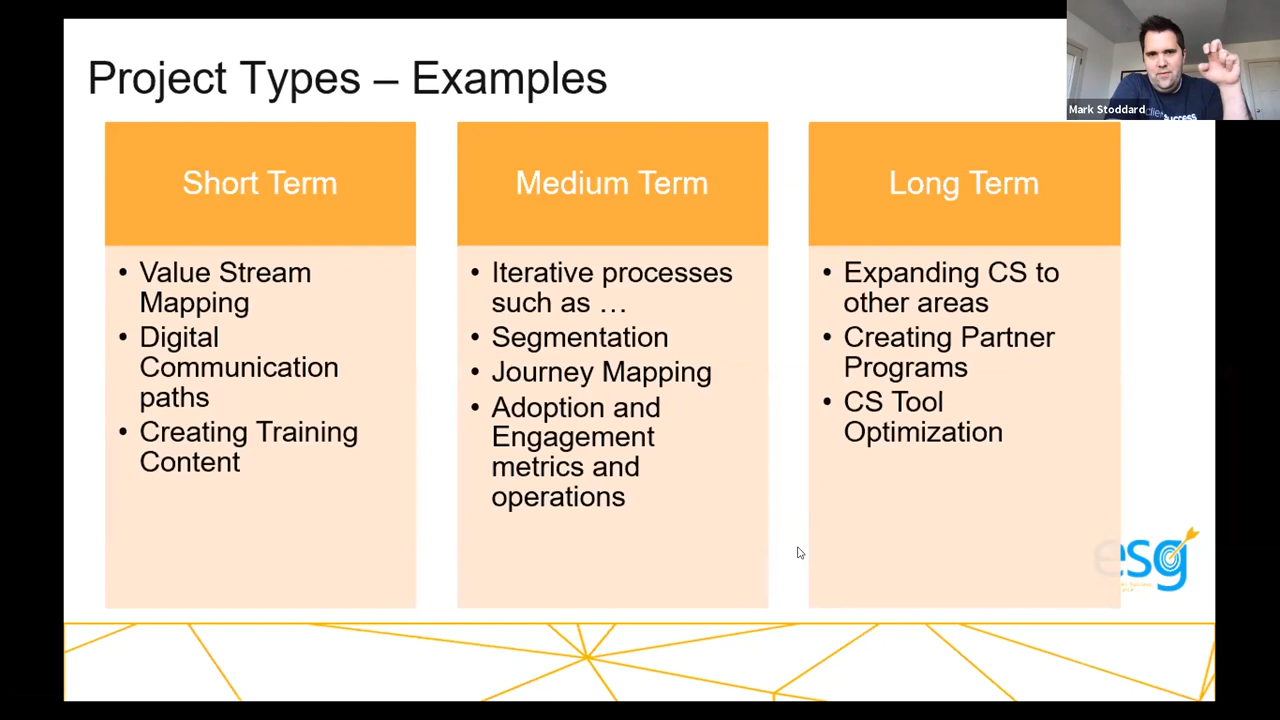 Project Types – Examples
Mark Stoddard
success
Short Term
Medium Term
Long Term
• Value Stream
Mapping
• Digital
Communication
paths
• Creating Training
Content
• Iterative processes
such as …
• Segmentation
• Journey Mapping
• Adoption and
Engagement
metrics and
operations
• Expanding CS to
other areas
• Creating Partner
Programs
• CS Tool
Optimization
esg